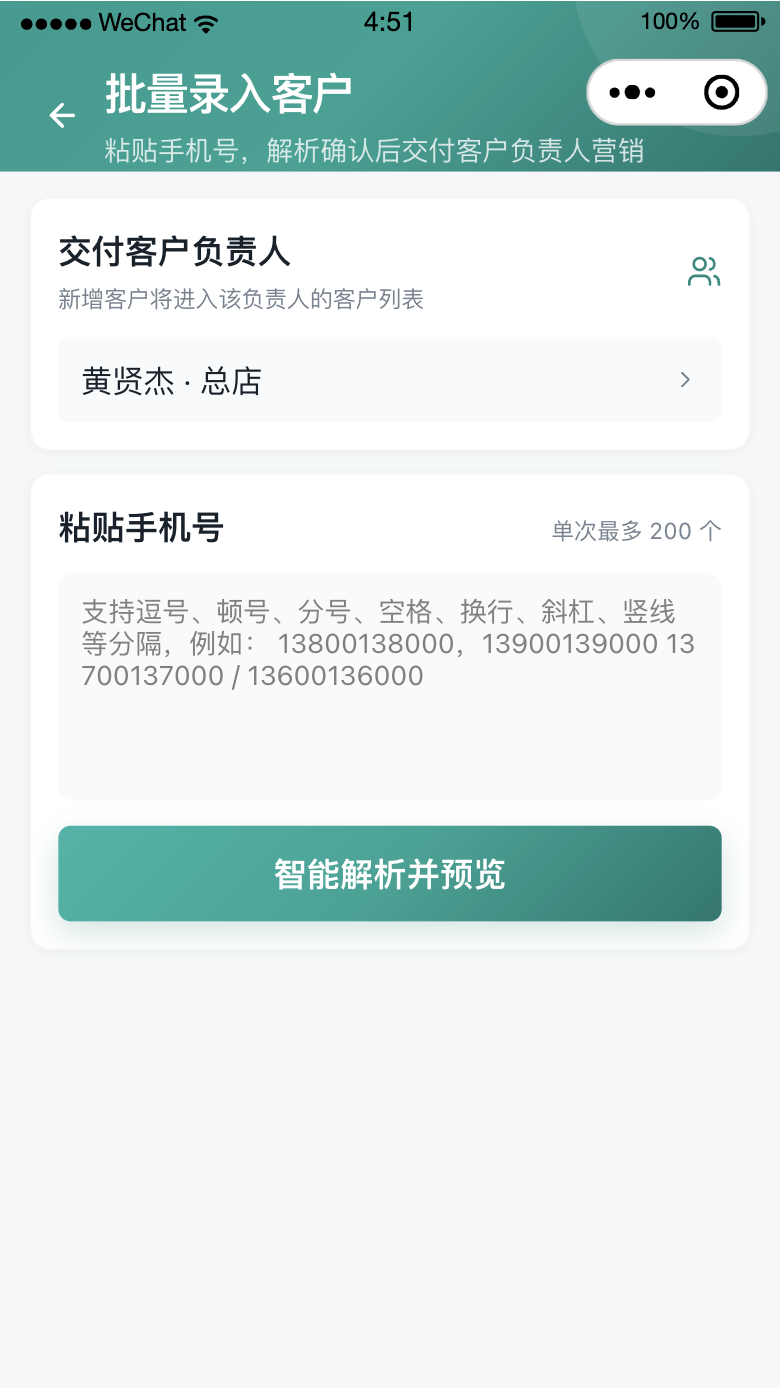 WeChat 4:51 100%
批量录入客户
粘贴手机号，解析确认后交付客户负责人营销
交付客户负责人
新增客户将进入该负责人的客户列表
黄贤杰 · 总店
粘贴手机号 单次最多 200 个
支持逗号、顿号、分号、空格、换行、斜杠、竖线
等分隔，例如： 13800138000，13900139000 13
700137000 / 13600136000
智能解析并预览